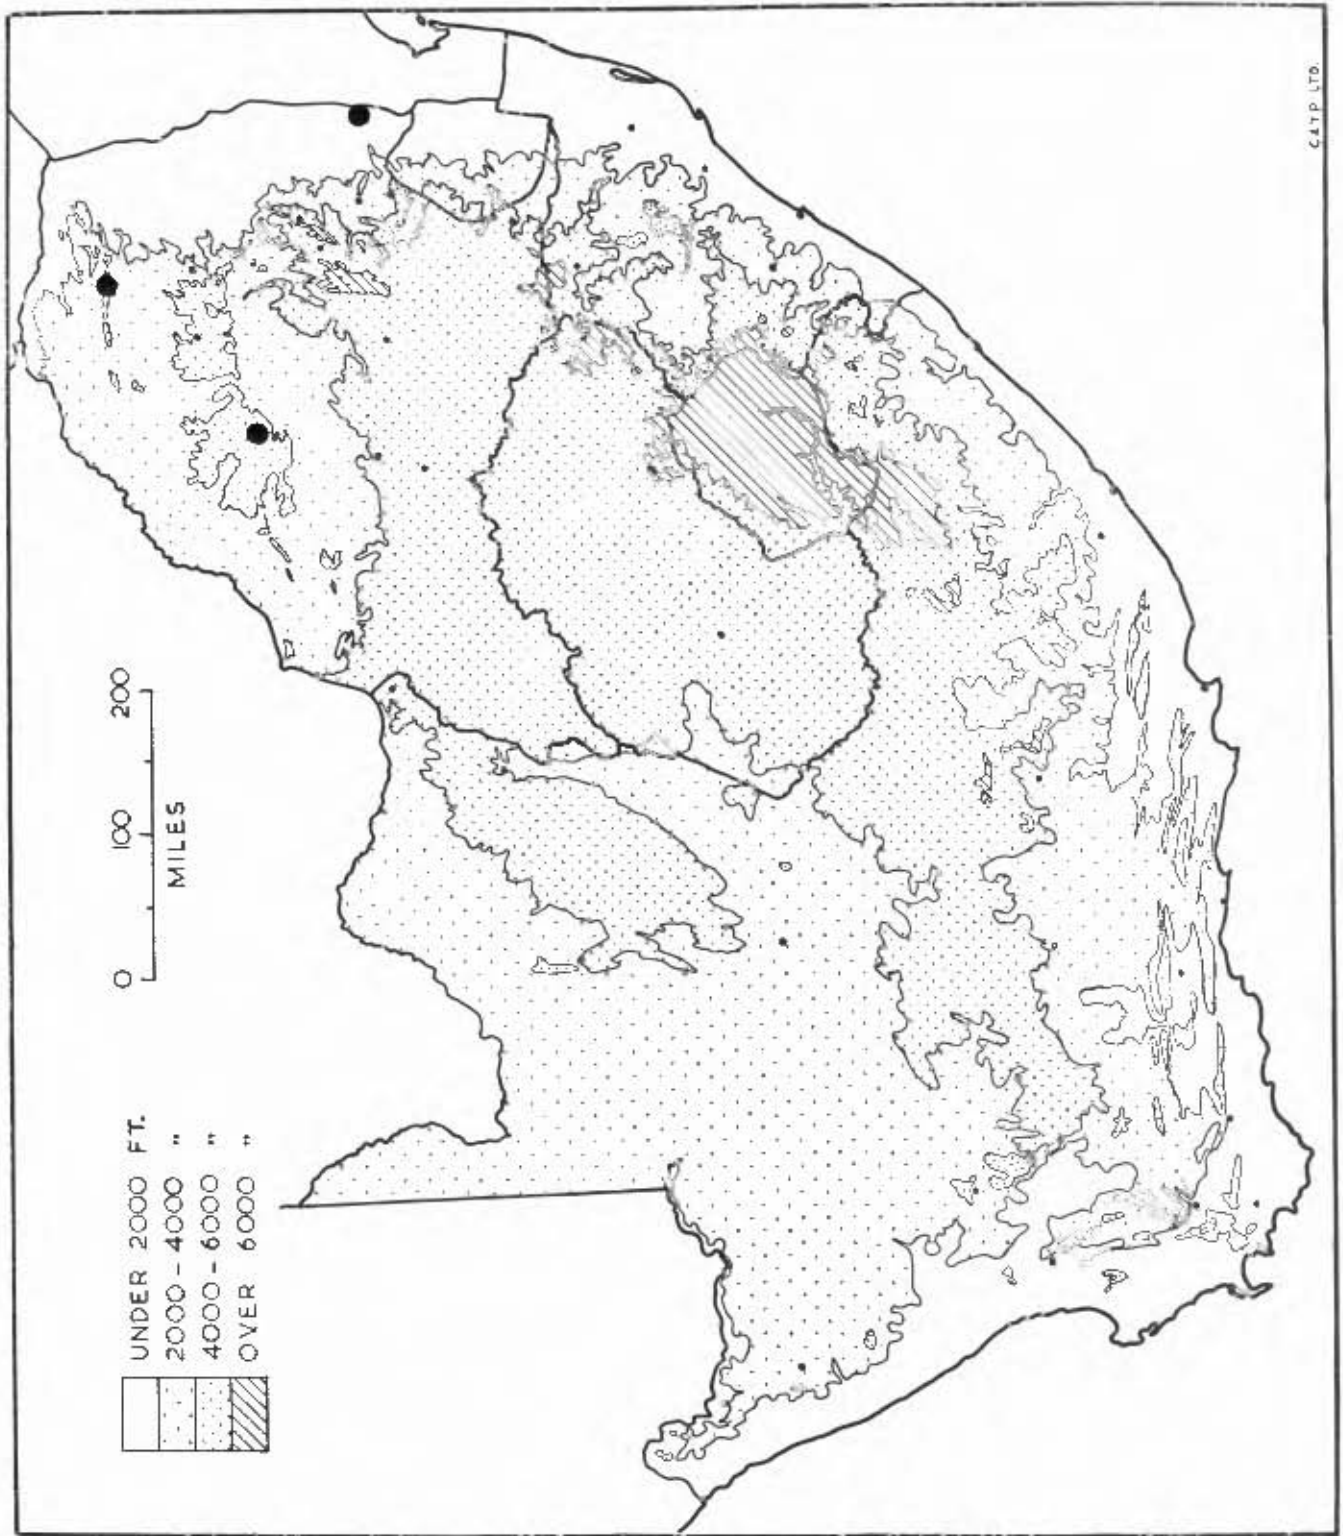 UNDER 2000 FT.
2000 – 4000 "
4000 – 6000 "
OVER 6000 "
0 100 200
MILES
C.&T.P LTD.